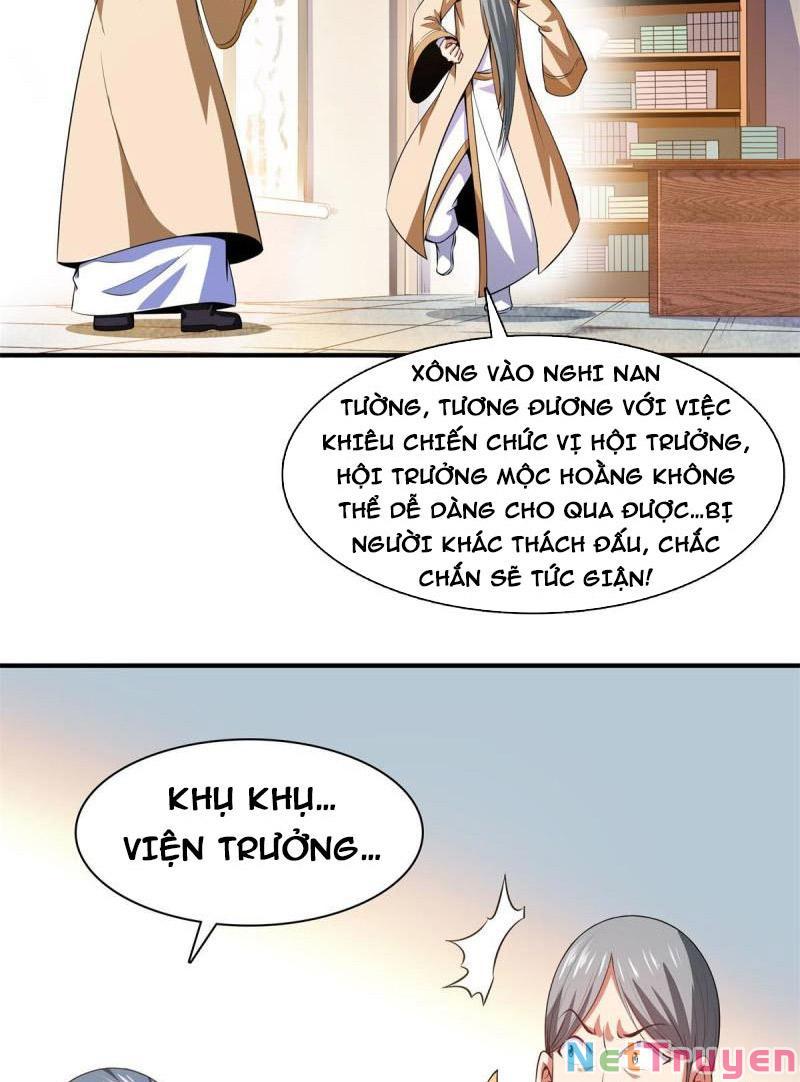 XÔNG VÀO NGHI NAN
TƯỜNG, TƯƠNG ĐƯƠNG VỚI VIỆC
KHIÊU CHIẾN CHỨC VỊ HỘI TRƯỞNG,
HỘI TRƯỞNG MỘC HOẰNG KHÔNG
THỂ DỄ DÀNG CHO QUA ĐƯỢC...BỊ
NGƯỜI KHÁC THÁCH ĐẤU, CHẮC
CHẮN SẼ TỨC GIẬN!
KHỤ KHỤ...
VIỆN TRƯỞNG...
NetTruyen